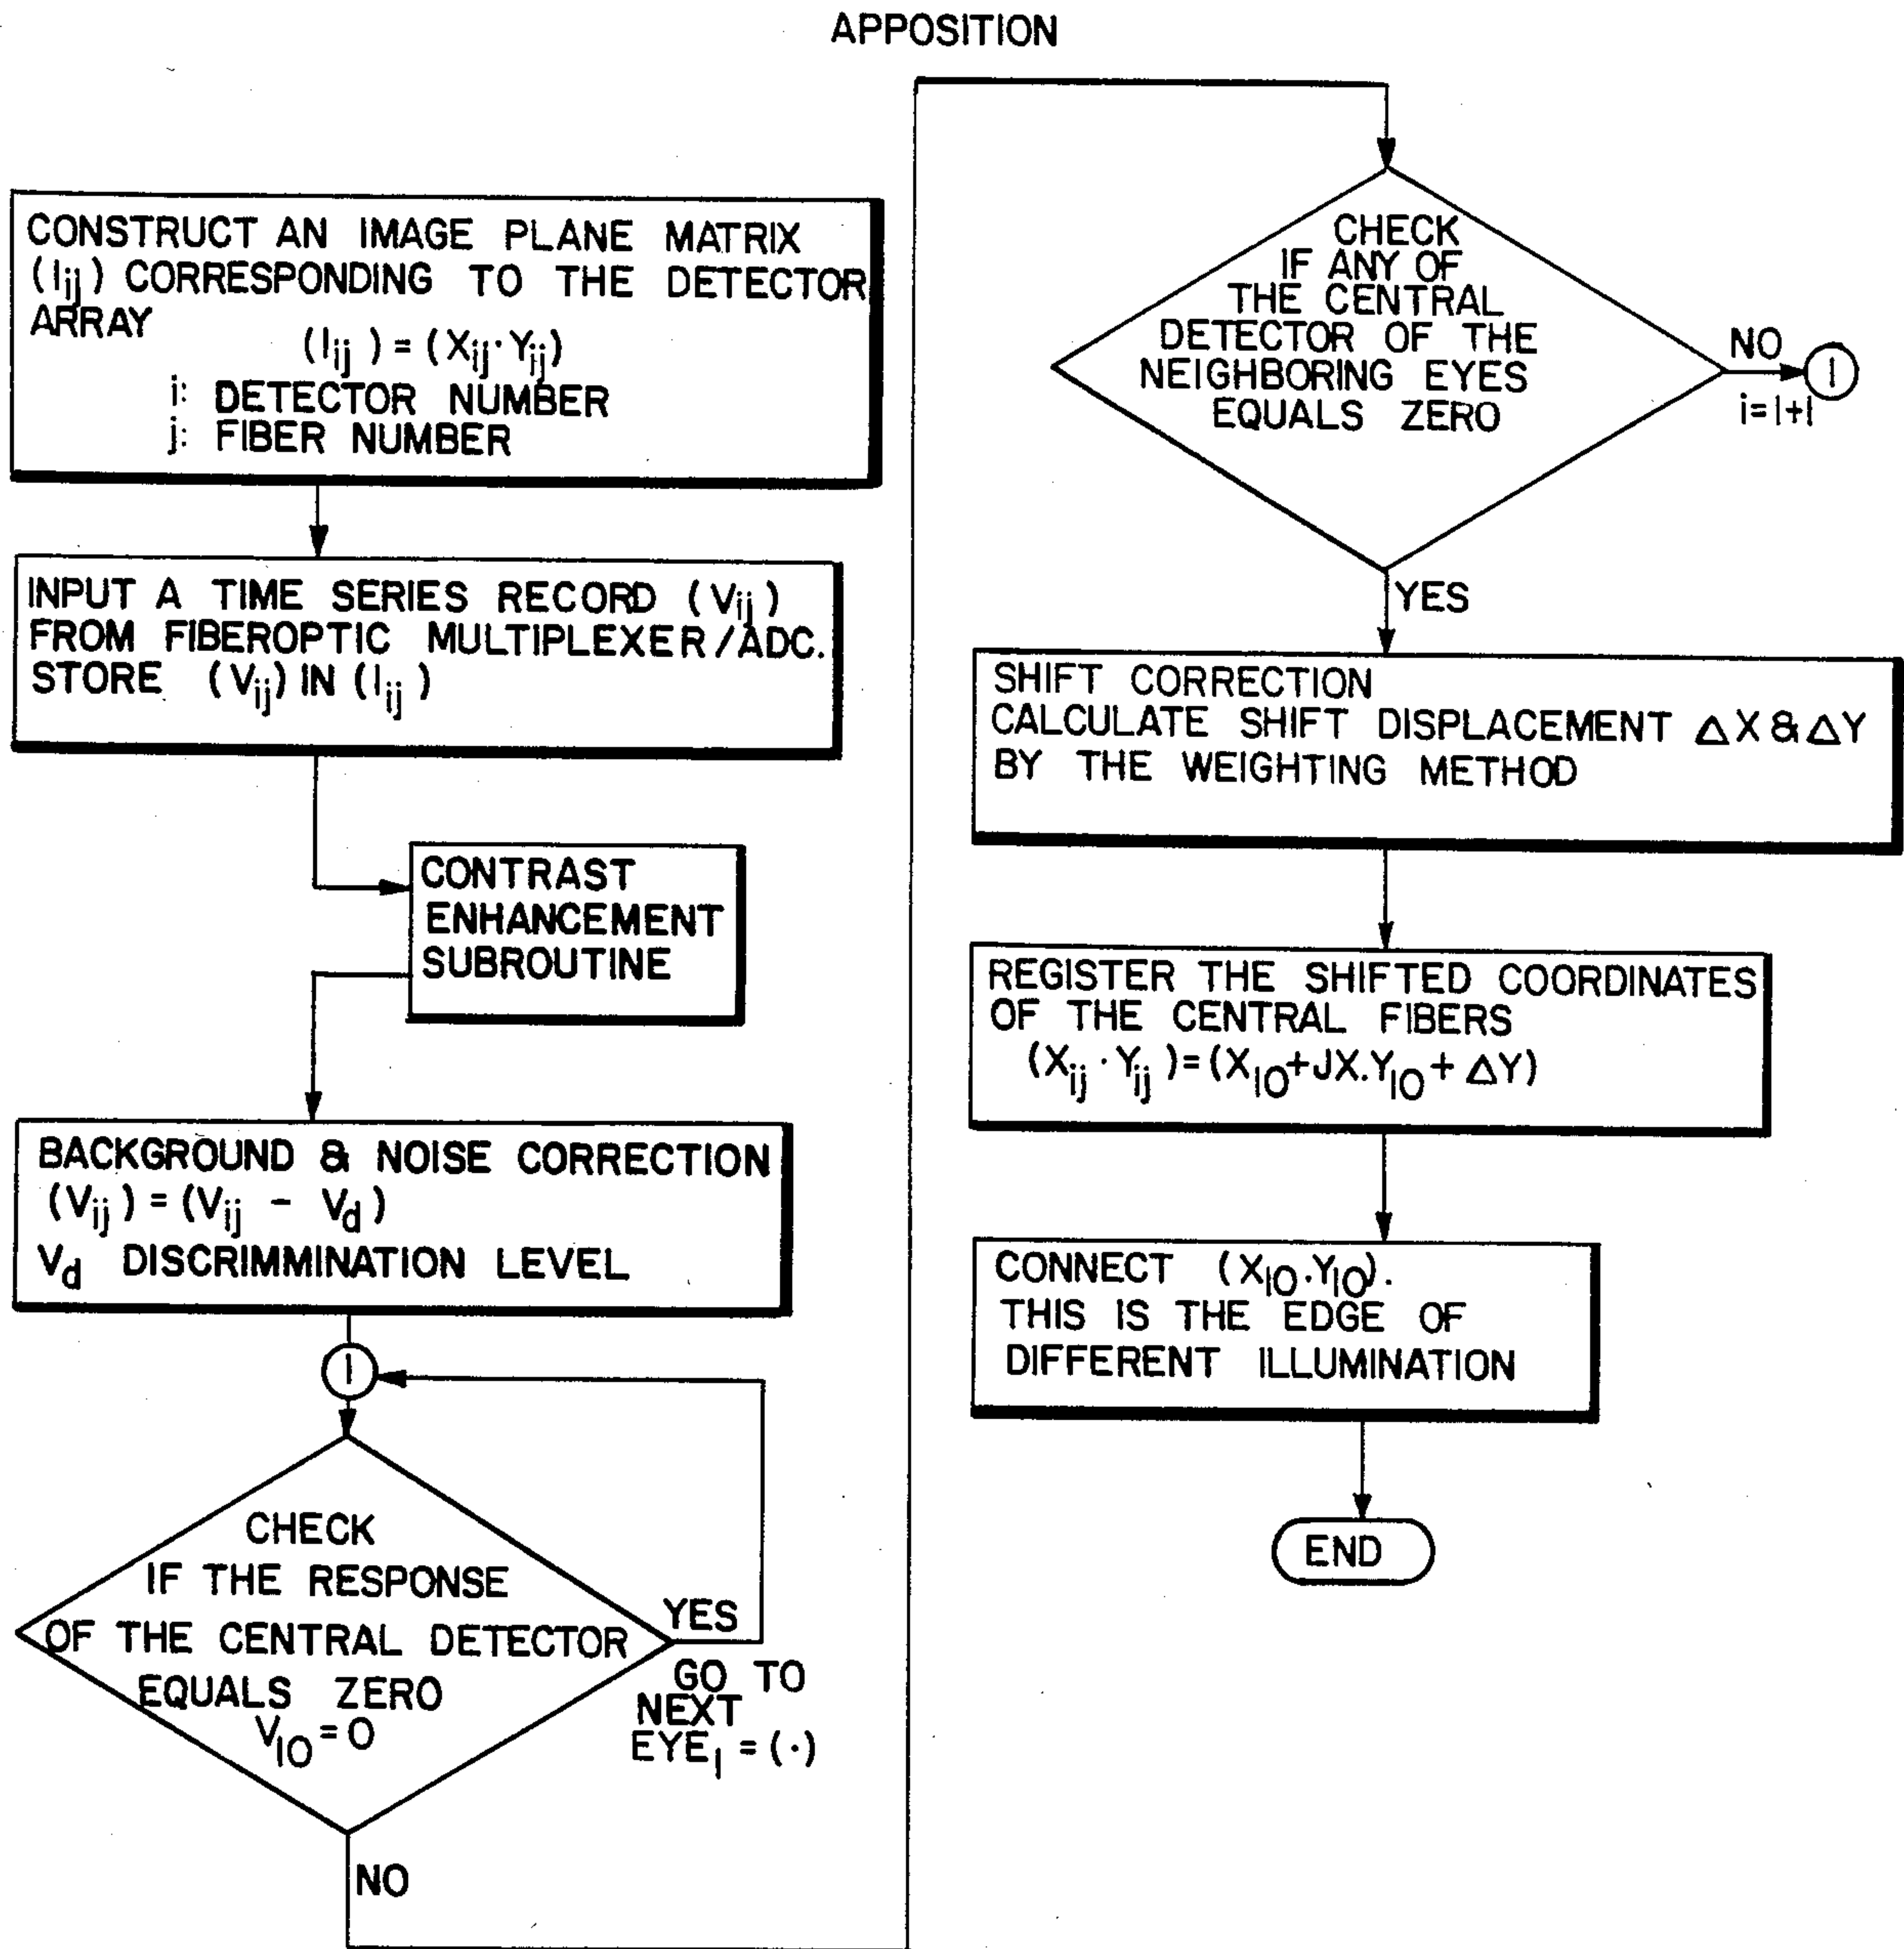 APPOSITION
CONSTRUCT AN IMAGE PLANE MATRIX
(Iij) CORRESPONDING TO THE DETECTOR
ARRAY
(Iij) = (Xij · Yij)
i: DETECTOR NUMBER
j: FIBER NUMBER
INPUT A TIME SERIES RECORD (Vij)
FROM FIBEROPTIC MULTIPLEXER/ADC.
STORE (Vij) IN (Iij)
CONTRAST
ENHANCEMENT
SUBROUTINE
BACKGROUND & NOISE CORRECTION
(Vij) = (Vij - Vd)
Vd DISCRIMMINATION LEVEL
I
CHECK
IF THE RESPONSE
OF THE CENTRAL DETECTOR
EQUALS ZERO
VIO = O
YES
GO TO
NEXT
EYEI = (·)
NO
CHECK
IF ANY OF
THE CENTRAL
DETECTOR OF THE
NEIGHBORING EYES
EQUALS ZERO
NO
I
i=I+I
YES
SHIFT CORRECTION
CALCULATE SHIFT DISPLACEMENT ΔX & ΔY
BY THE WEIGHTING METHOD
REGISTER THE SHIFTED COORDINATES
OF THE CENTRAL FIBERS
(Xij · Yij) = (XIO+JX.YIO + ΔY)
CONNECT (XIO.YIO).
THIS IS THE EDGE OF
DIFFERENT ILLUMINATION
END